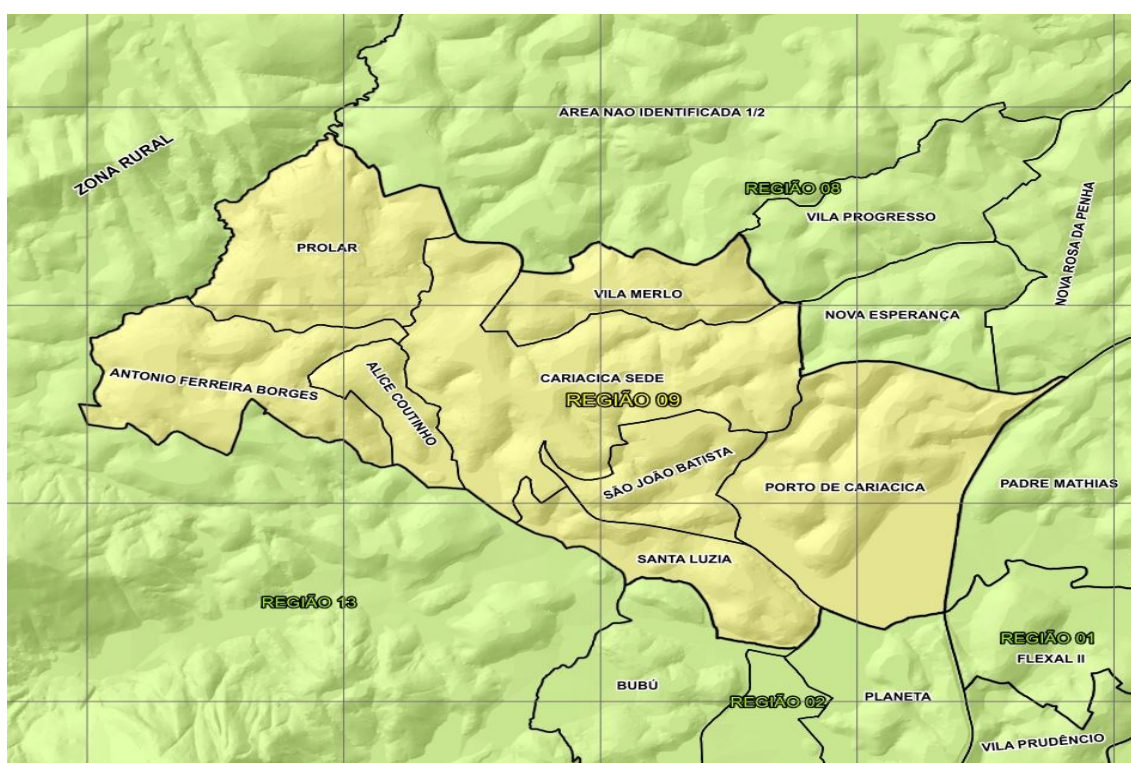 ÁREA NAO IDENTIFICADA 1/2
ZONA RURAL
REGIÃO 08
VILA PROGRESSO
NOVA ROSA DA PENHA
PROLAR
VILA MERLO
NOVA ESPERANÇA
ANTONIO FERREIRA BORGES
ALICE COUTINHO
CARIACICA SEDE
REGIÃO 09
SÃO JOÃO BATISTA
PORTO DE CARIACICA
PADRE MATHIAS
SANTA LUZIA
REGIÃO 13
REGIÃO 01
FLEXAL II
BUBÚ
REGIÃO 02
PLANETA
VILA PRUDÊNCIO